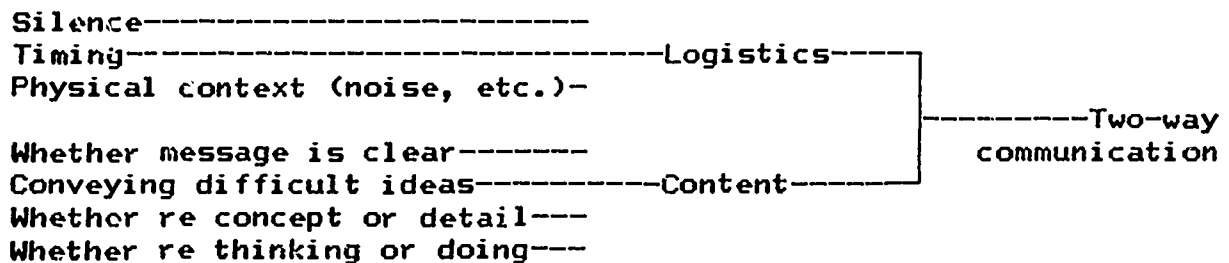 Silence------------------------
Timing-----------------------------Logistics-----
Physical context (noise, etc.)-
----------Two-way
Whether message is clear------- communication
Conveying difficult ideas----------Content-------
Whether re concept or detail---
Whether re thinking or doing---